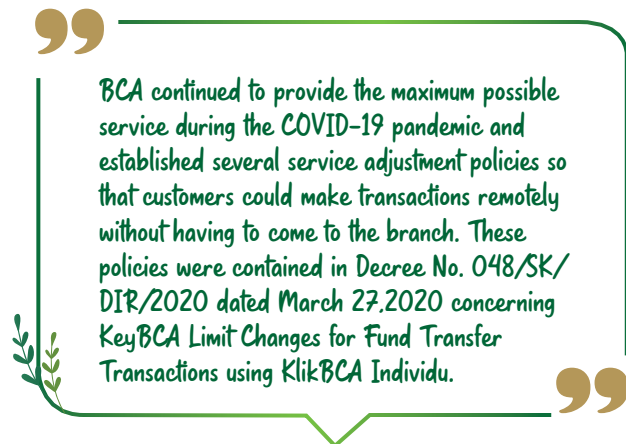 BCA continued to provide the maximum possible
service during the COVID-19 pandemic and
established several service adjustment policies so
that customers could make transactions remotely
without having to come to the branch. These
policies were contained in Decree No. 048/SK/
DIR/2020 dated March 27,2020 concerning
KeyBCA Limit Changes for Fund Transfer
Transactions using KlikBCA Individu.